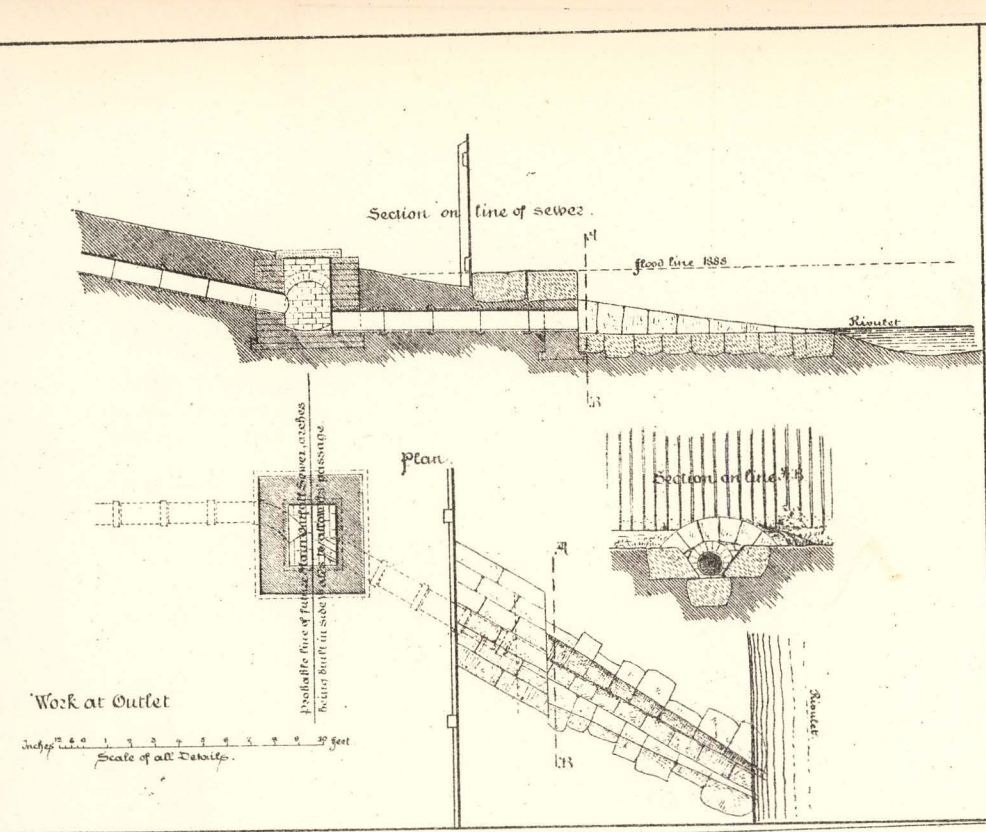 Section on line of sewer.
A
flood line 1888
Rivulet
B
Plan.
Section on line A B
Probable line of future Main Outfall Sewer, arches
being built in side Walls to allow its passage.
A
B
Rivulet.
Work at Outlet
Inches 12 6 0 1 2 3 4 5 6 7 8 9 10 feet
Scale of all Details.